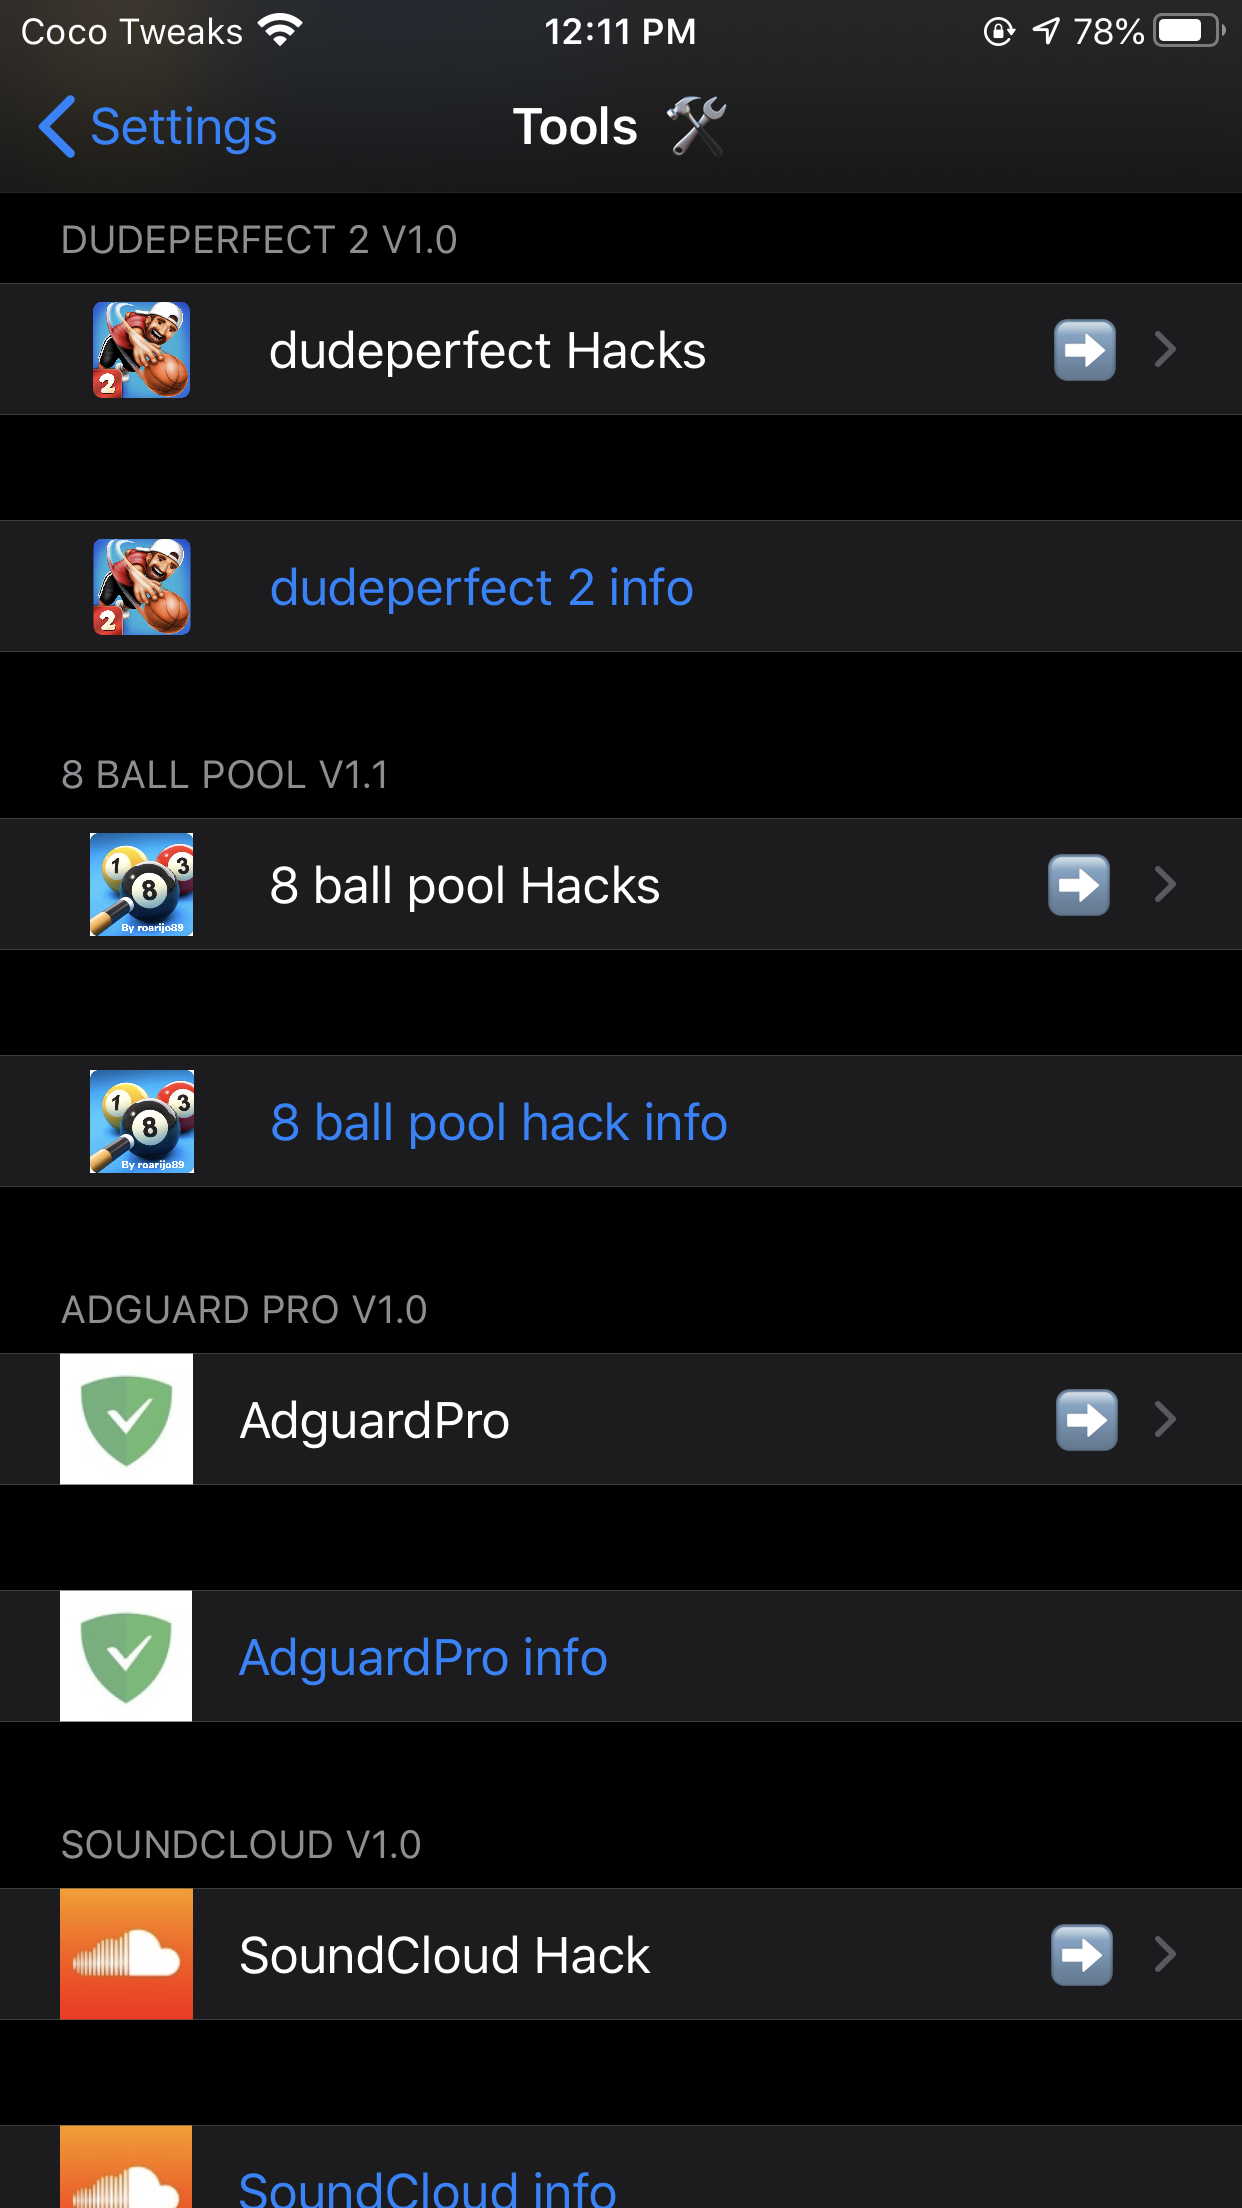 Coco Tweaks 12:11 PM 78%
Settings Tools
DUDEPERFECT 2 V1.0
2
dudeperfect Hacks
2
dudeperfect 2 info
8 BALL POOL V1.1
1 3
8
By roarijo89
8 ball pool Hacks
1 3
8
By roarijo89
8 ball pool hack info
ADGUARD PRO V1.0
AdguardPro
AdguardPro info
SOUNDCLOUD V1.0
SoundCloud Hack
SoundCloud info